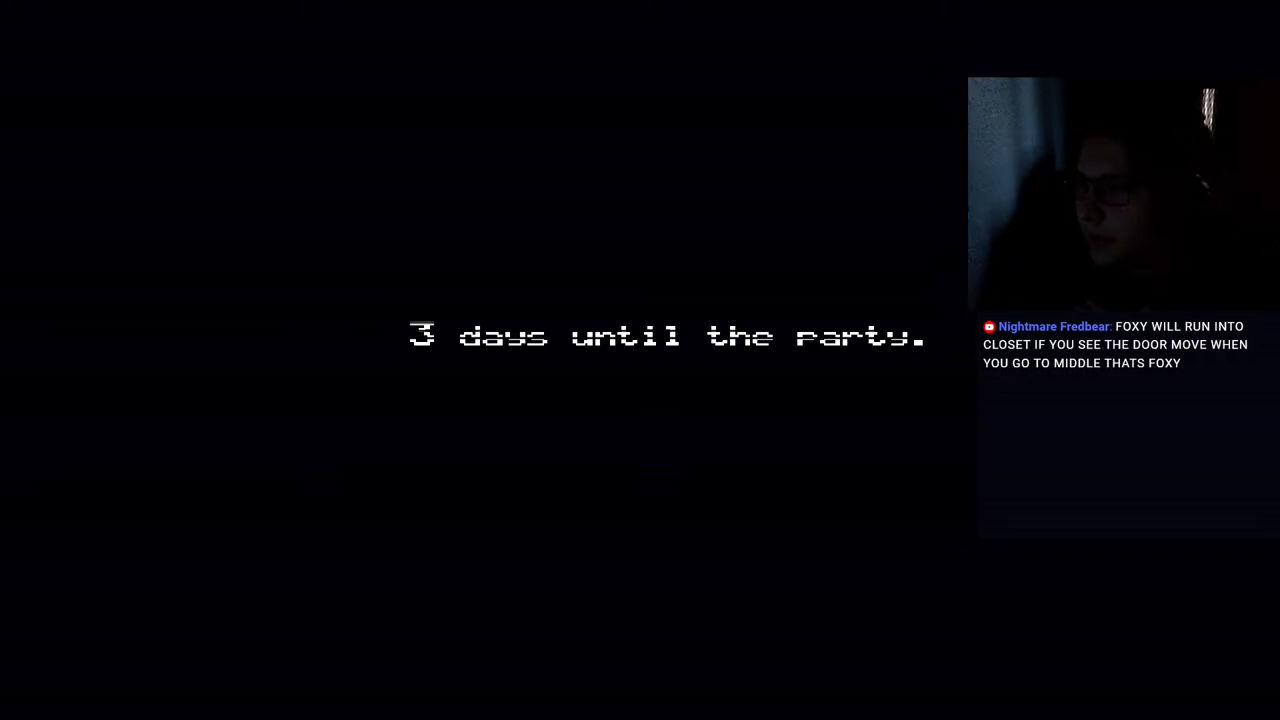 3 days until the party.
Nightmare Fredbear: FOXY WILL RUN INTO
CLOSET IF YOU SEE THE DOOR MOVE WHEN
YOU GO TO MIDDLE THATS FOXY